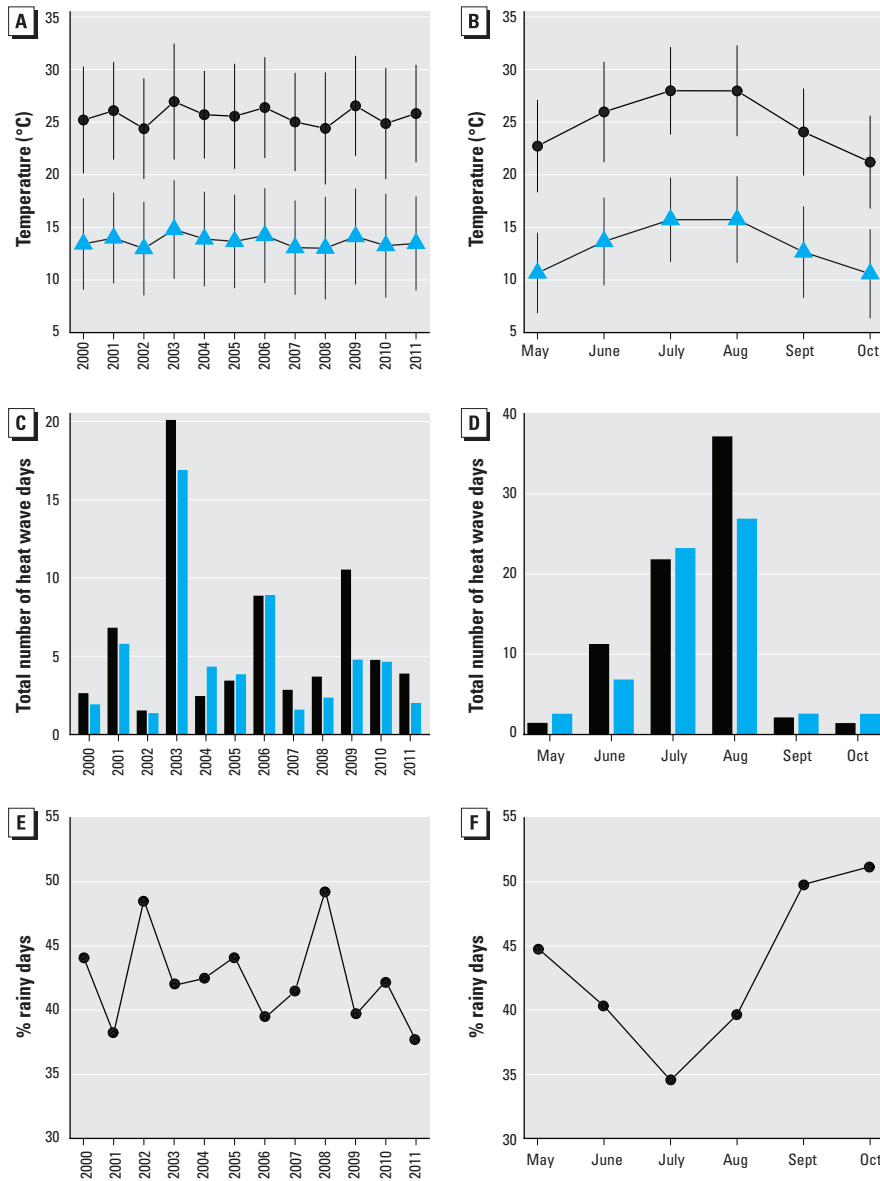 A
Temperature (°C)
35
30
25
20
15
10
5
2000
2001
2002
2003
2004
2005
2006
2007
2008
2009
2010
2011
B
Temperature (°C)
35
30
25
20
15
10
5
May
June
July
Aug
Sept
Oct
C
Total number of heat wave days
20
15
10
5
0
2000
2001
2002
2003
2004
2005
2006
2007
2008
2009
2010
2011
D
Total number of heat wave days
40
30
20
10
0
May
June
July
Aug
Sept
Oct
E
% rainy days
55
50
45
40
35
30
2000
2001
2002
2003
2004
2005
2006
2007
2008
2009
2010
2011
F
% rainy days
55
50
45
40
35
30
May
June
July
Aug
Sept
Oct